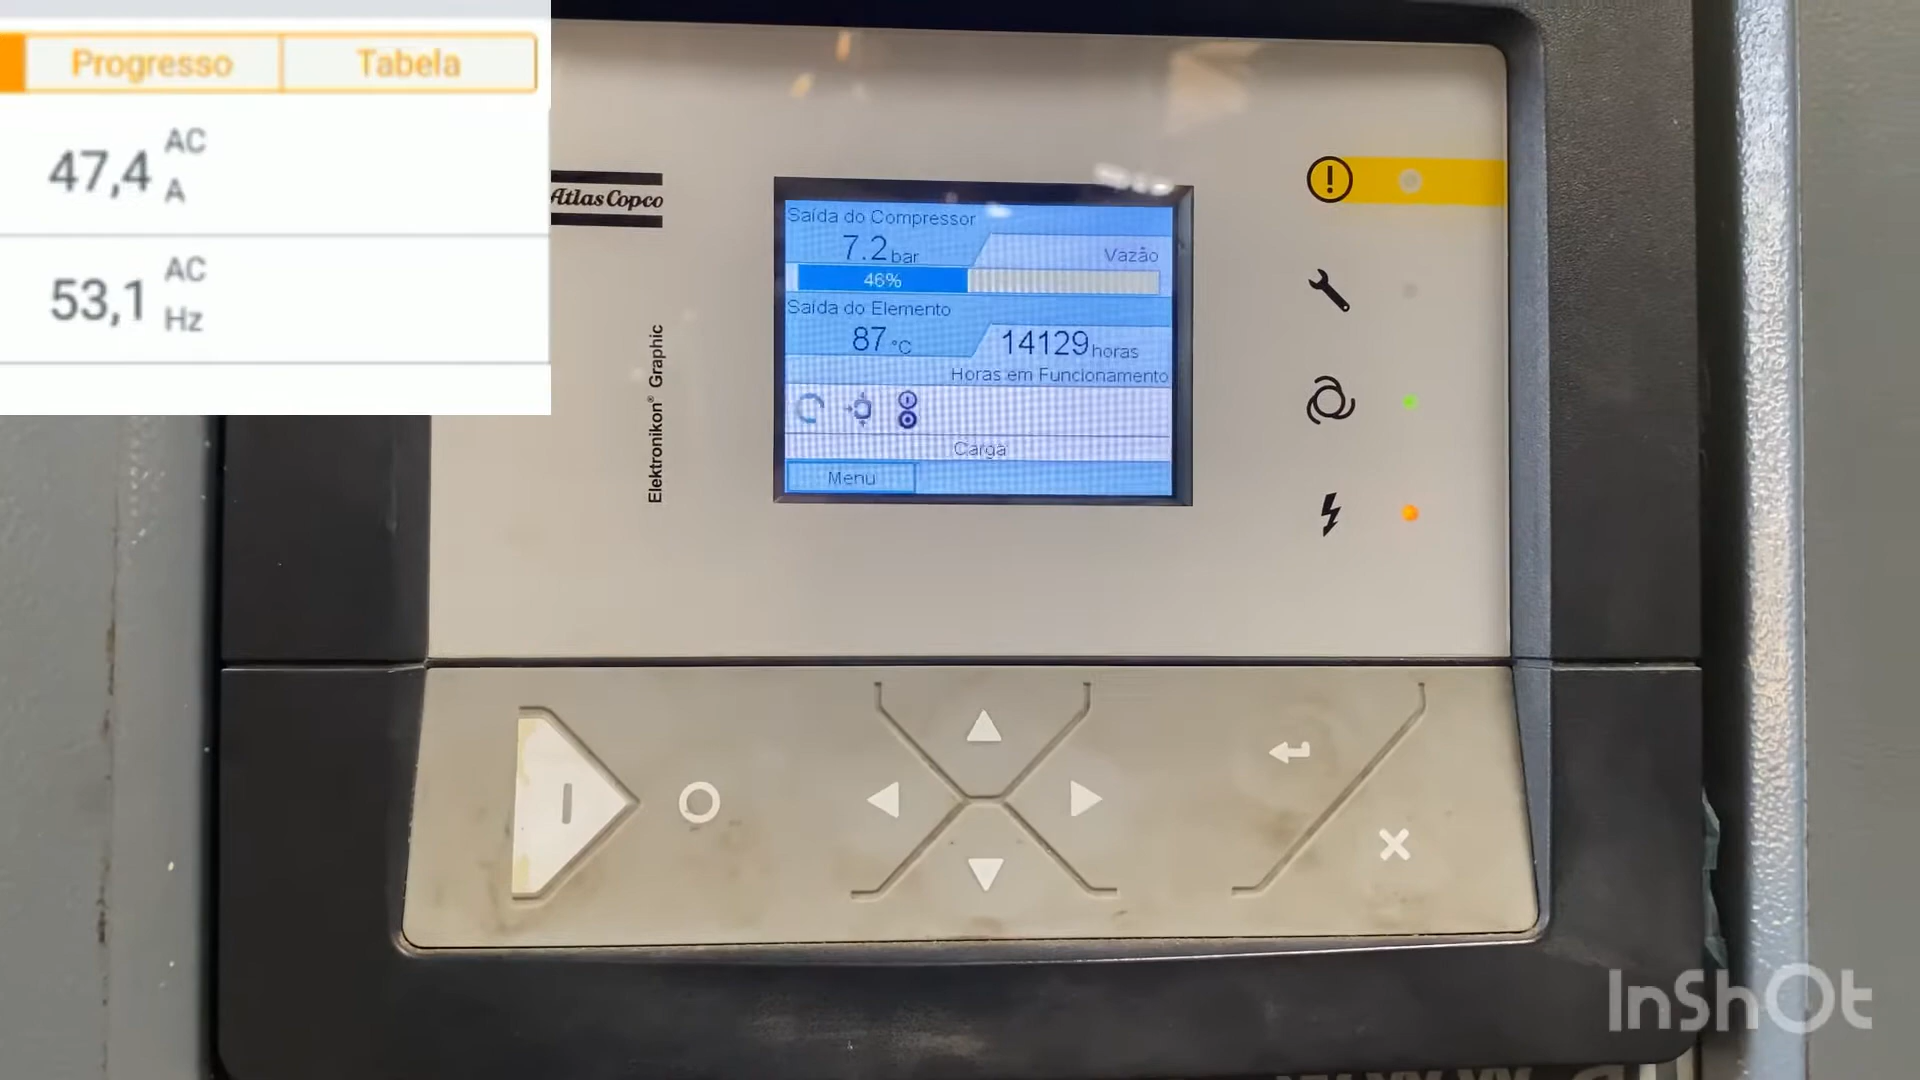 Progresso
Tabela
47,4 AC A
53,1 AC Hz
Atlas Copco
Elektronikon® Graphic
Saída do Compressor
7.2 bar
Vazão
46%
Saída do Elemento
87 °C
14129 horas
Horas em Funcionamento
Carga
Menu
InShOt